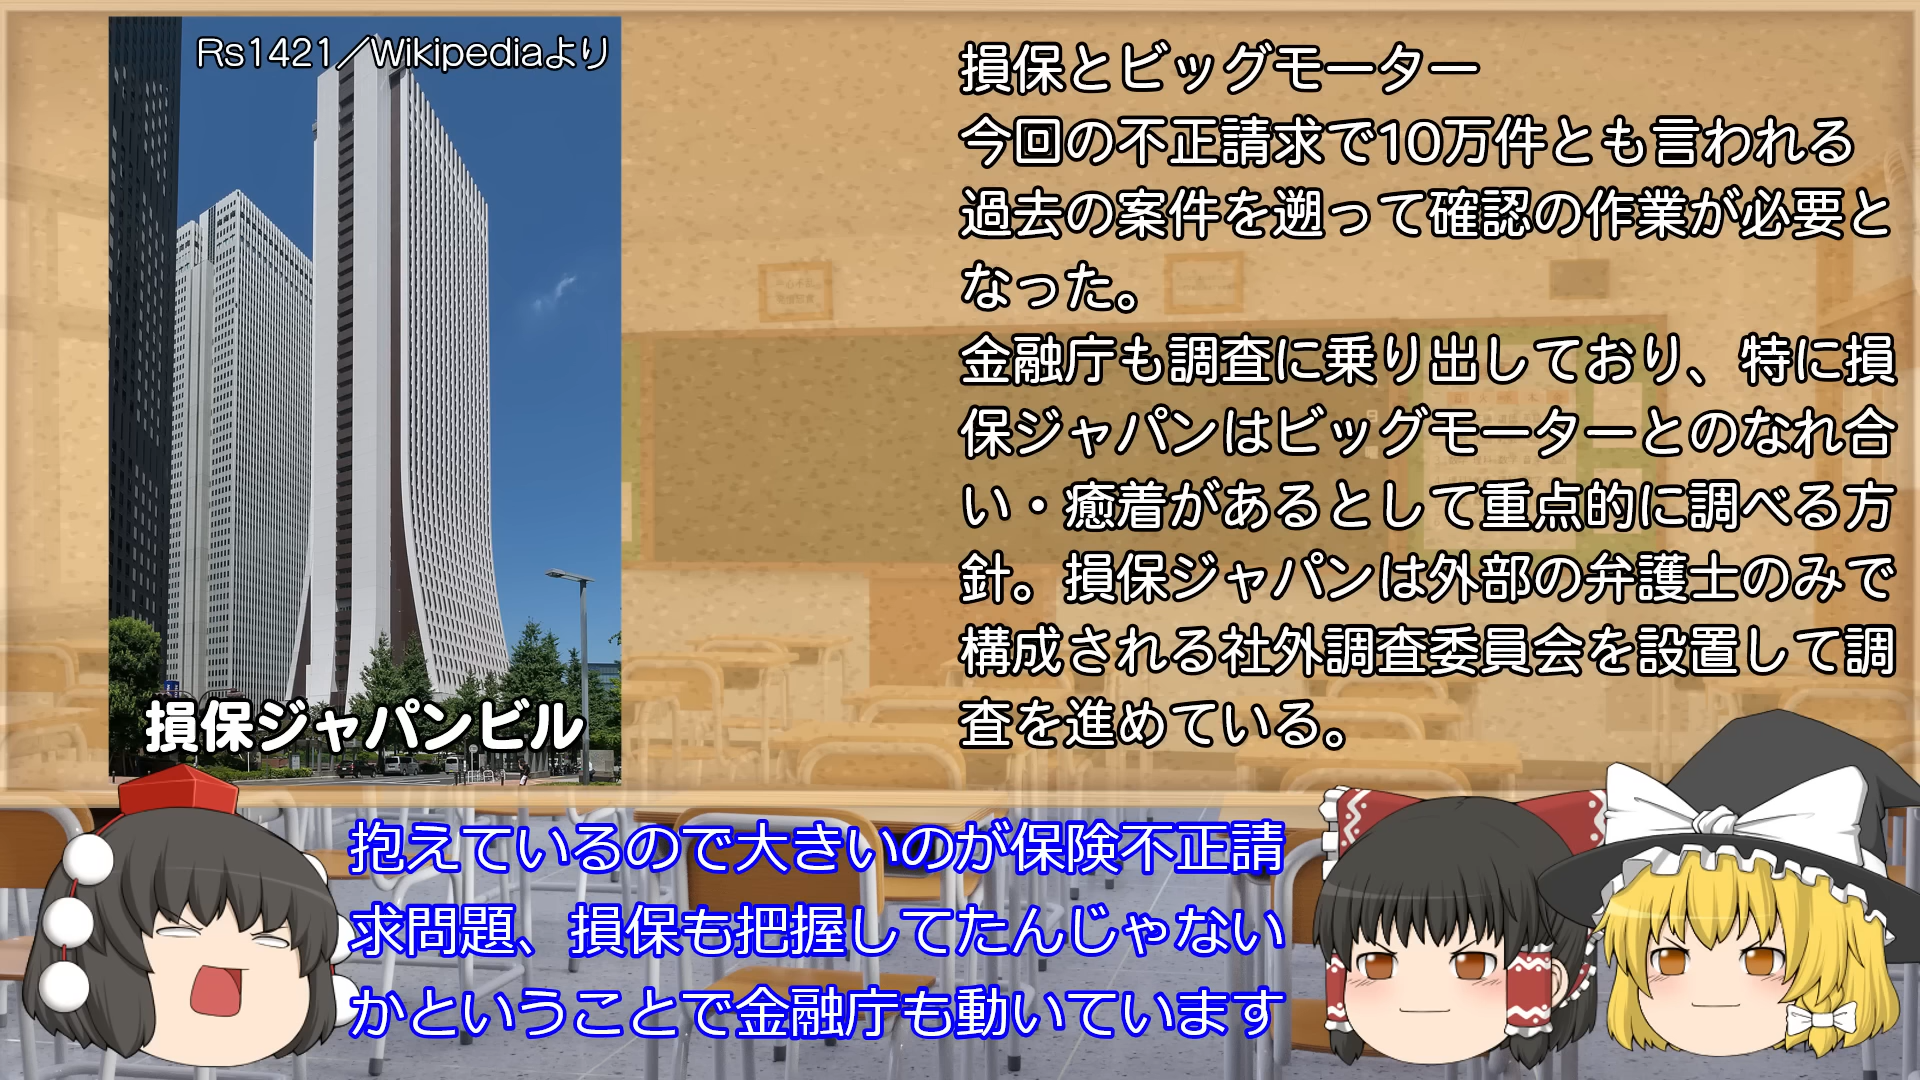 Rs1421／Wikipediaより
損保ジャパンビル
損保とビッグモーター
今回の不正請求で10万件とも言われる
過去の案件を遡って確認の作業が必要と
なった。
金融庁も調査に乗り出しており、特に損
保ジャパンはビッグモーターとのなれ合
い・癒着があるとして重点的に調べる方
針。損保ジャパンは外部の弁護士のみで
構成される社外調査委員会を設置して調
査を進めている。
抱えているので大きいのが保険不正請
求問題、損保も把握してたんじゃない
かということで金融庁も動いています